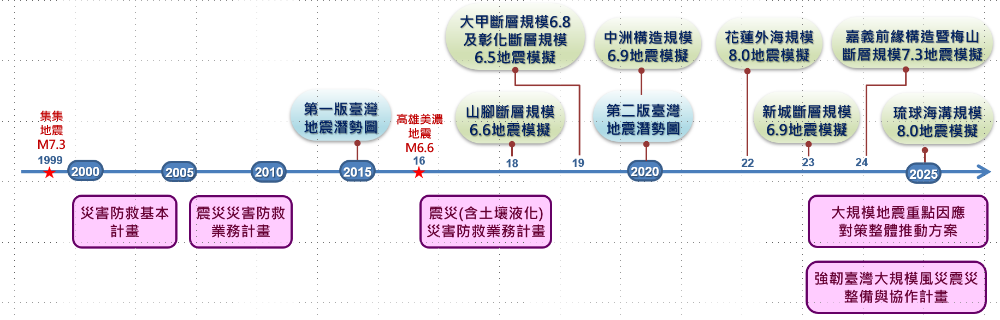 大甲斷層規模6.8
及彰化斷層規模
6.5地震模擬
中洲構造規模
6.9地震模擬
花蓮外海規模
8.0地震模擬
嘉義前緣構造暨梅山
斷層規模7.3地震模擬
第一版臺灣
地震潛勢圖
山腳斷層規模
6.6地震模擬
第二版臺灣
地震潛勢圖
新城斷層規模
6.9地震模擬
琉球海溝規模
8.0地震模擬
集集
地震
M7.3
高雄美濃
地震
M6.6
1999
2000
2005
2010
2015
16
18
19
2020
22
23
24
2025
災害防救基本
計畫
震災災害防救
業務計畫
震災(含土壤液化)
災害防救業務計畫
大規模地震重點因應
對策整體推動方案
強韌臺灣大規模風災震災
整備與協作計畫